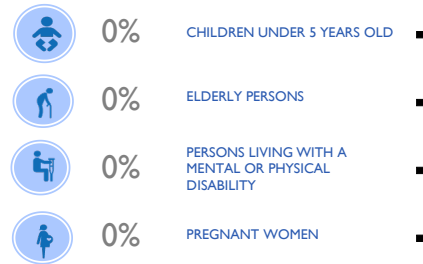 0% CHILDREN UNDER 5 YEARS OLD
0% ELDERLY PERSONS
0% PERSONS LIVING WITH A
MENTAL OR PHYSICAL
DISABILITY
0% PREGNANT WOMEN